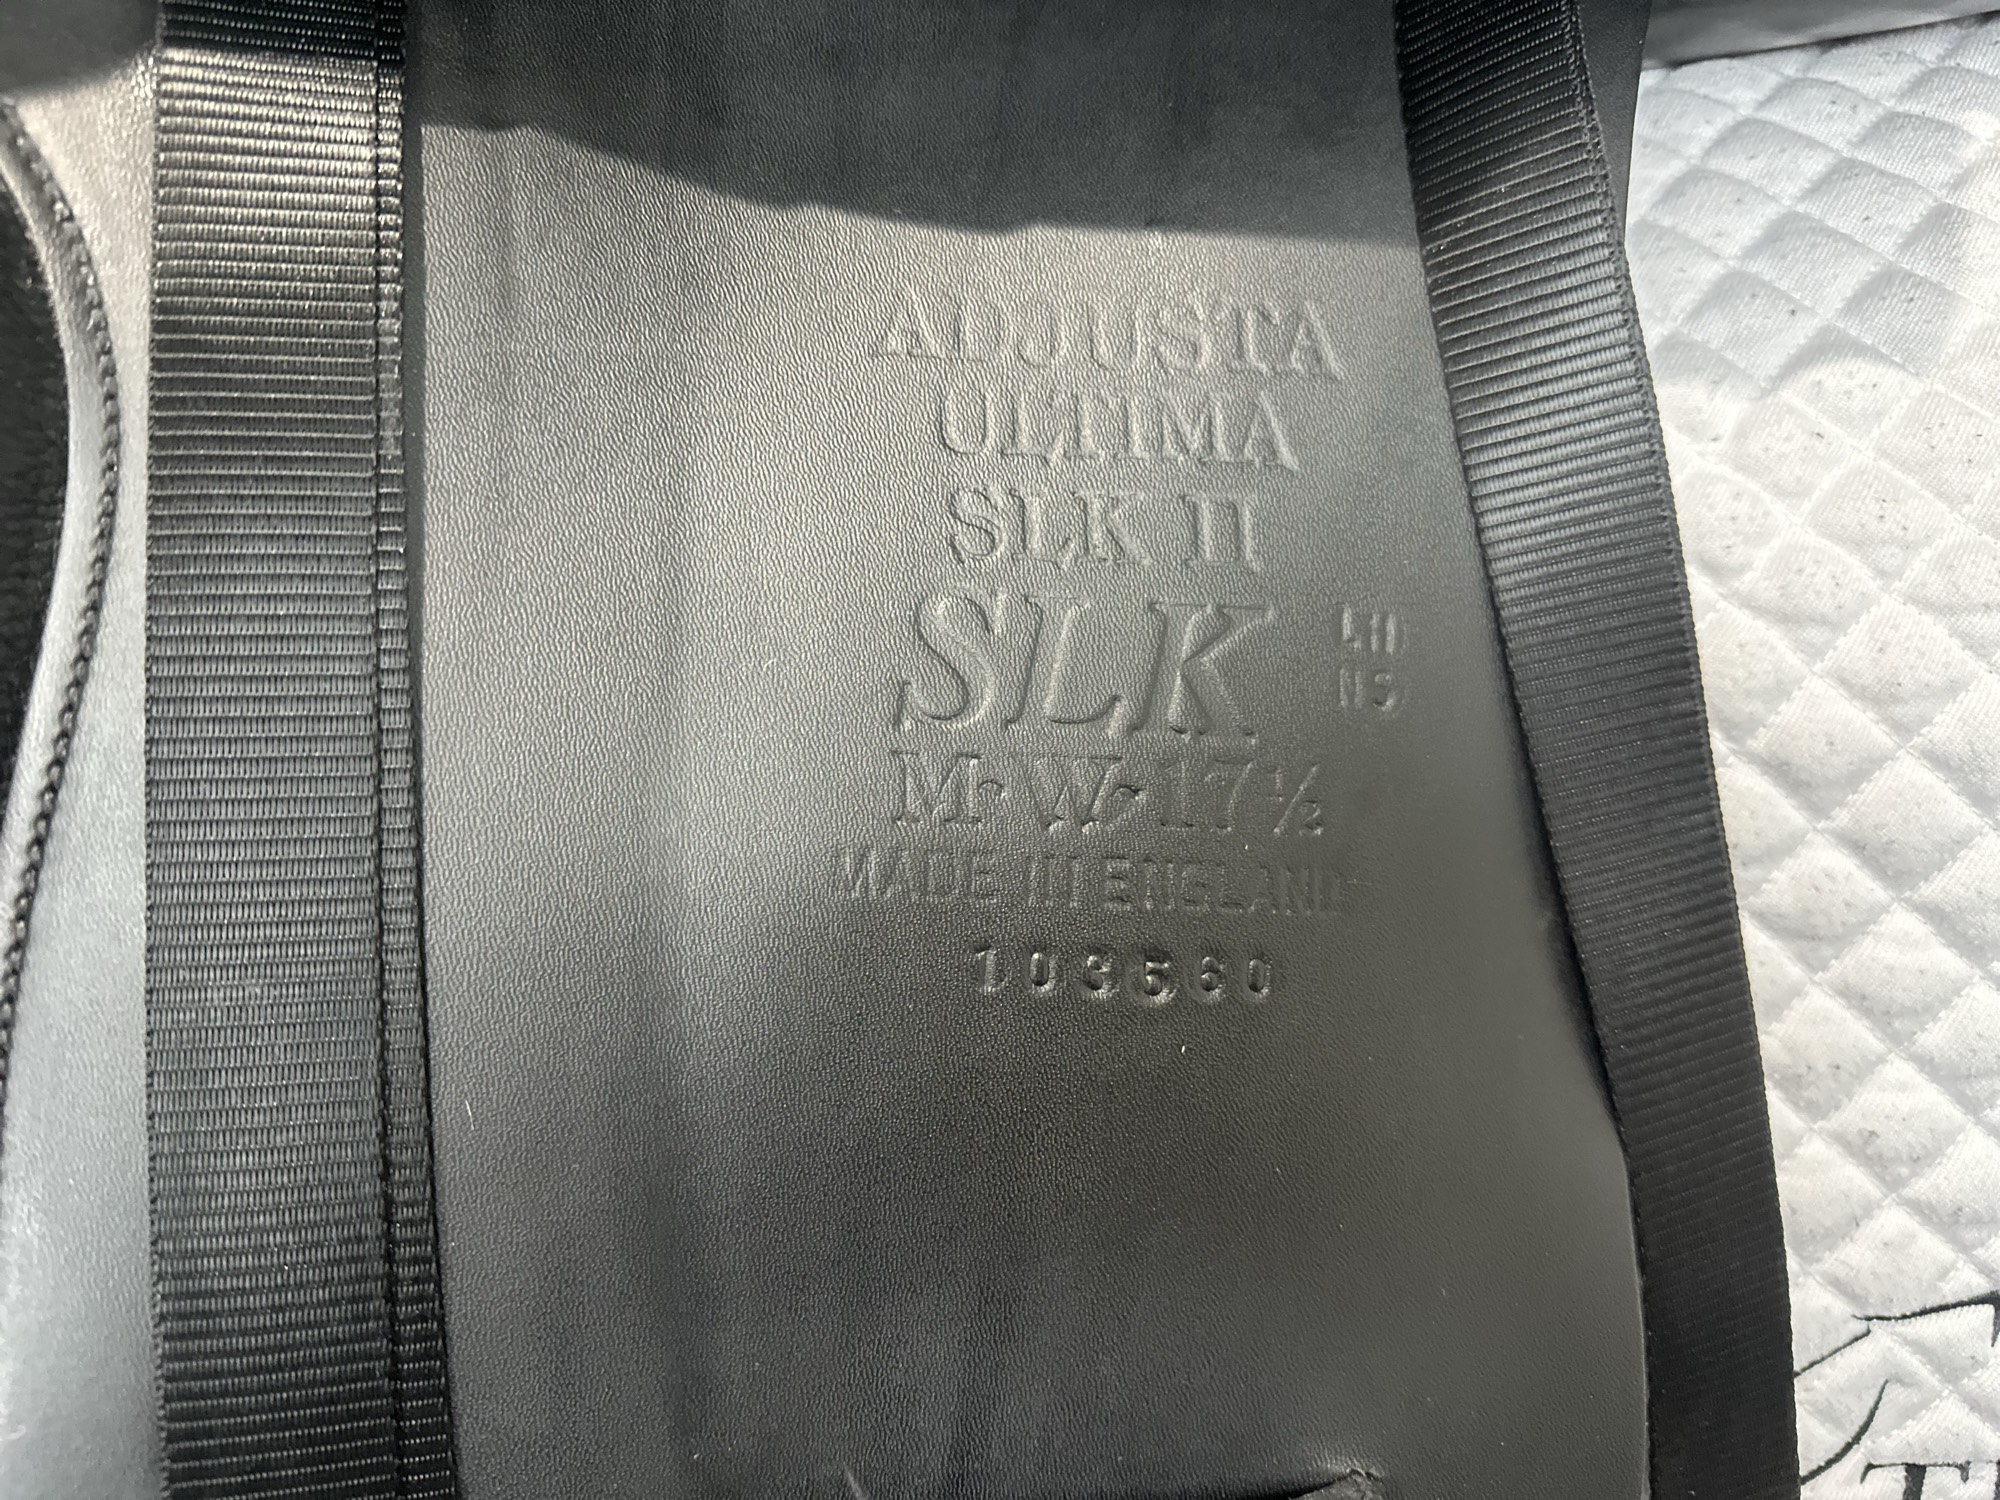 ADJUSTA
ULTIMA
SLK II
SLK
M-W-17½
MADE IN ENGLAND
103560